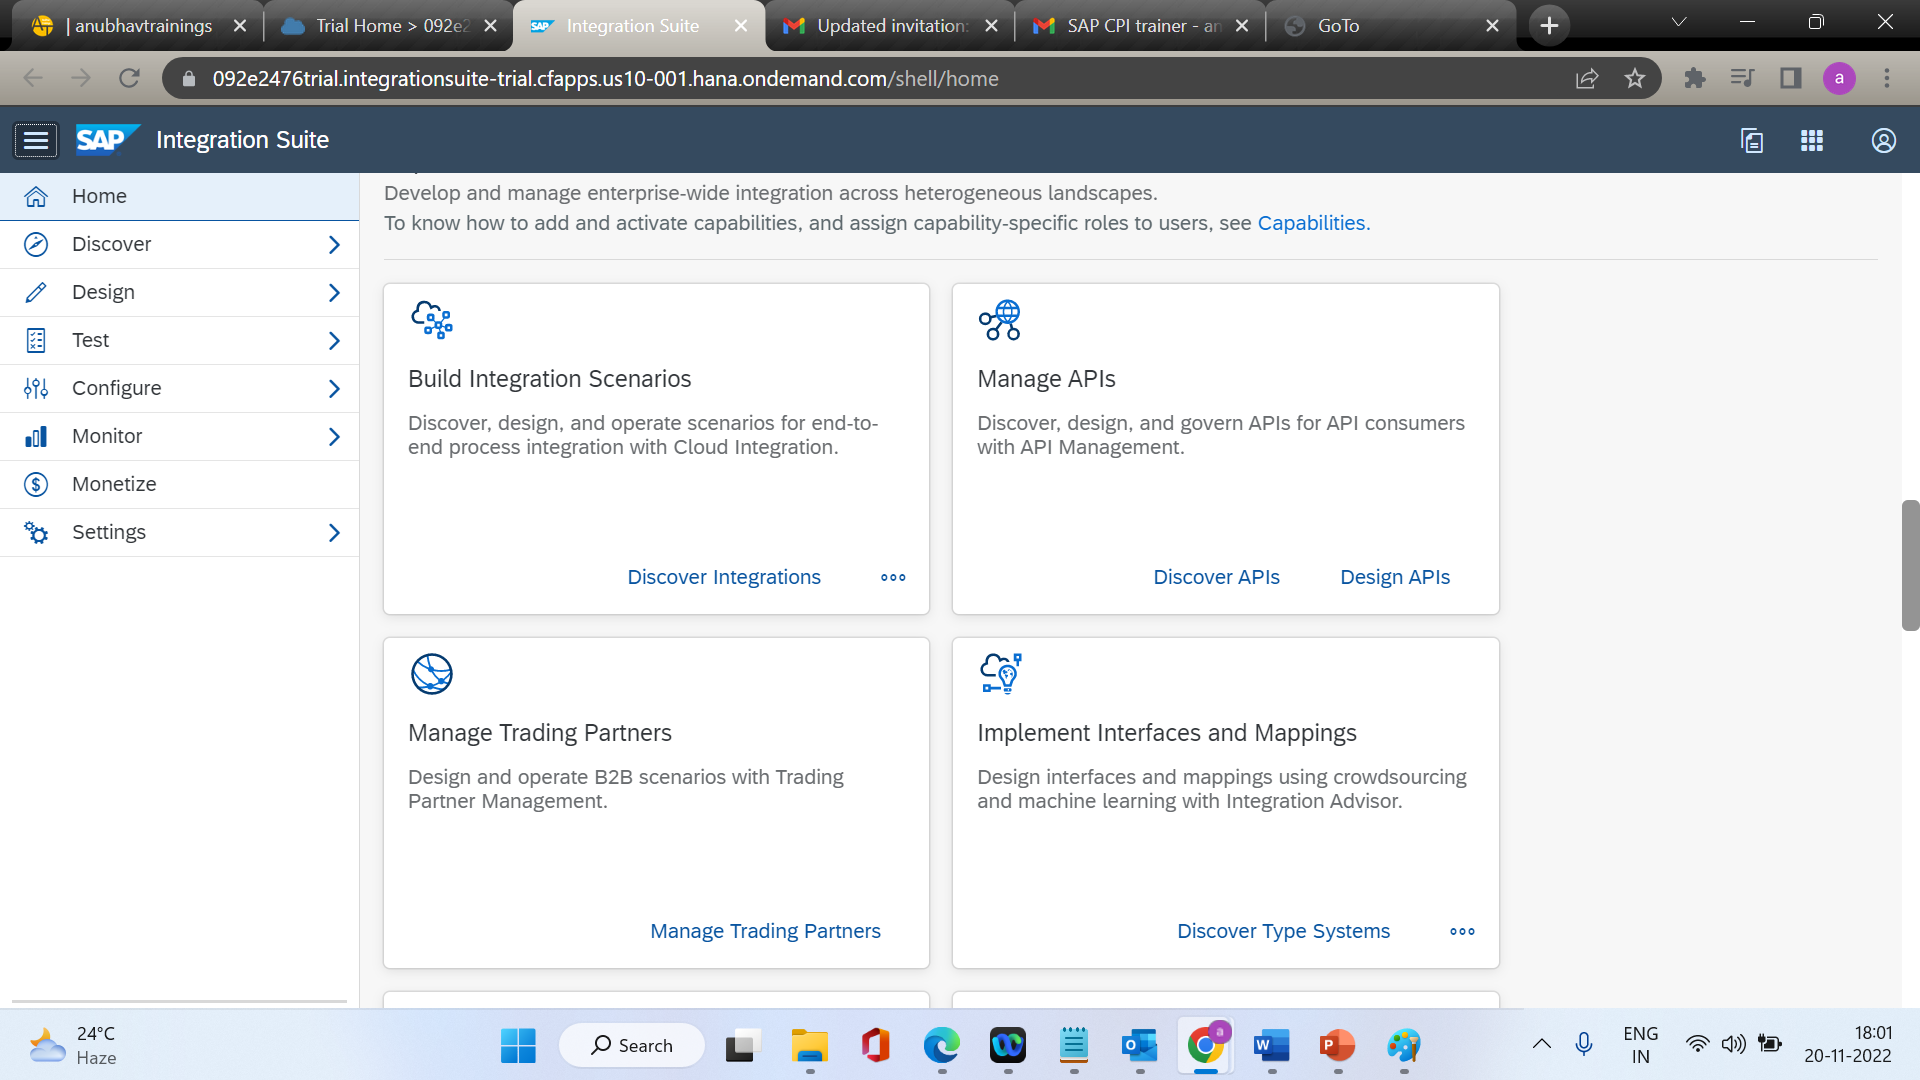 | anubhavtrainings
Trial Home > 092e2
SAP
Integration Suite
Updated invitation:
SAP CPI trainer - an
GoTo
092e2476trial.integrationsuite-trial.cfapps.us10-001.hana.ondemand.com/shell/home
a
SAP
Integration Suite
Home
Discover
Design
Test
Configure
Monitor
Monetize
Settings
Develop and manage enterprise-wide integration across heterogeneous landscapes.
To know how to add and activate capabilities, and assign capability-specific roles to users, see Capabilities.
Build Integration Scenarios
Discover, design, and operate scenarios for end-to-
end process integration with Cloud Integration.
Discover Integrations
Manage APIs
Discover, design, and govern APIs for API consumers
with API Management.
Discover APIs
Design APIs
Manage Trading Partners
Design and operate B2B scenarios with Trading
Partner Management.
Manage Trading Partners
Implement Interfaces and Mappings
Design interfaces and mappings using crowdsourcing
and machine learning with Integration Advisor.
Discover Type Systems
24°C
Haze
Search
a
ENG
IN
18:01
20-11-2022